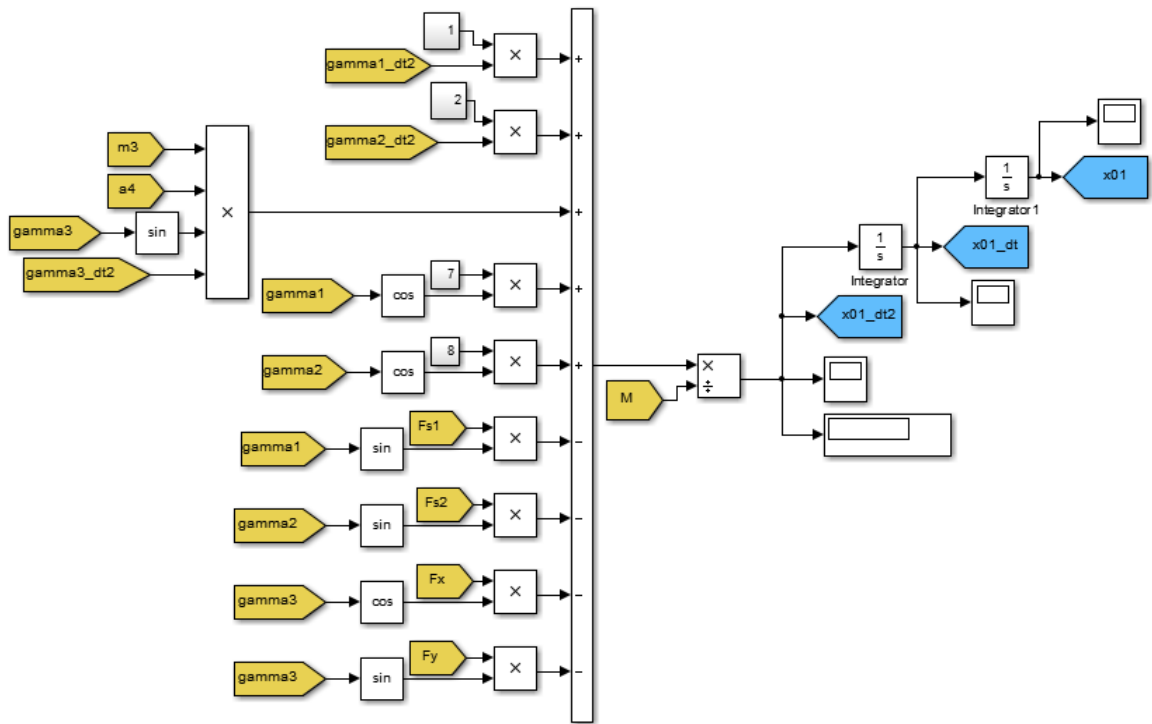 1
×
+
gamma1_dt2
2
×
+
gamma2_dt2
m3
a4
×
+
gamma3
sin
gamma3_dt2
7
×
+
gamma1
cos
8
×
+
gamma2
cos
Fs1
×
−
gamma1
sin
Fs2
×
−
gamma2
sin
Fx
×
−
gamma3
cos
Fy
×
−
gamma3
sin
M
×
÷
1
s
Integrator
x01_dt2
1
s
Integrator1
x01_dt
x01